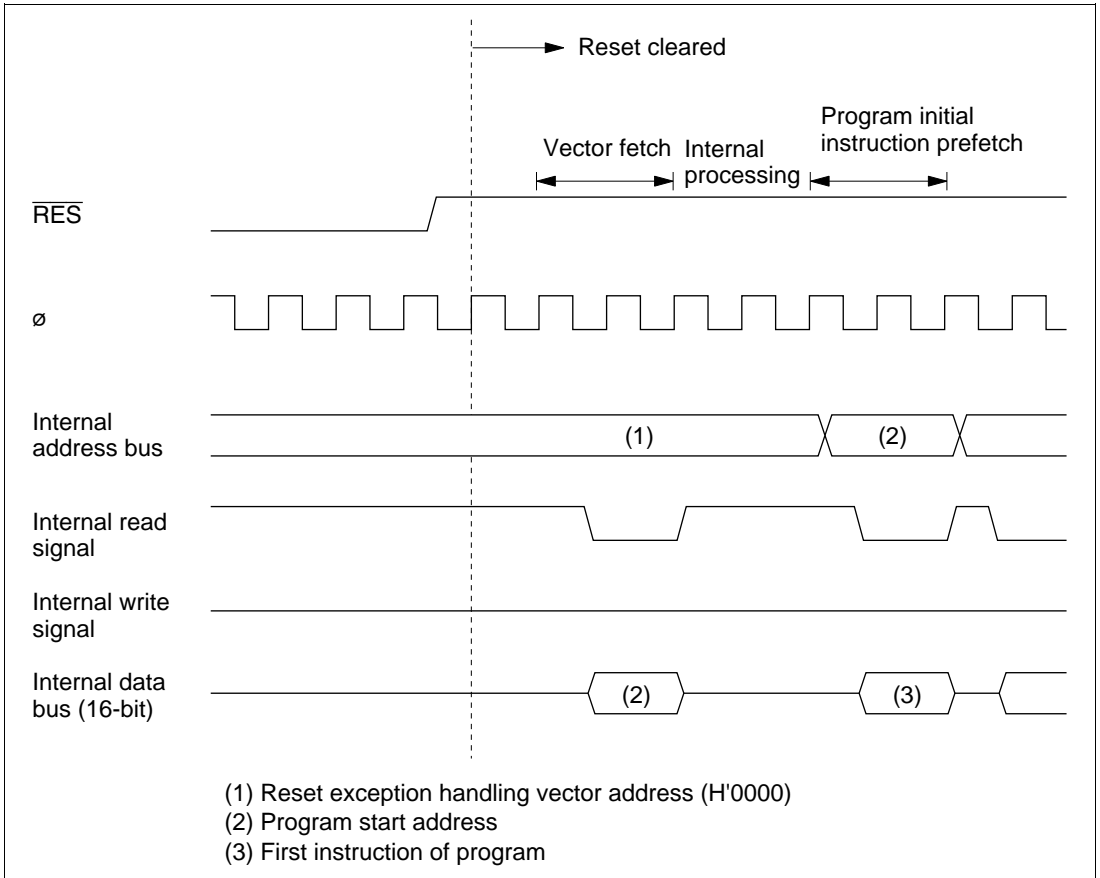 Reset cleared
Program initial
instruction prefetch
Vector fetch
Internal
processing
RES
ø
Internal
address bus
(1)
(2)
Internal read
signal
Internal write
signal
Internal data
bus (16-bit)
(2)
(3)
(1) Reset exception handling vector address (H'0000)
(2) Program start address
(3) First instruction of program